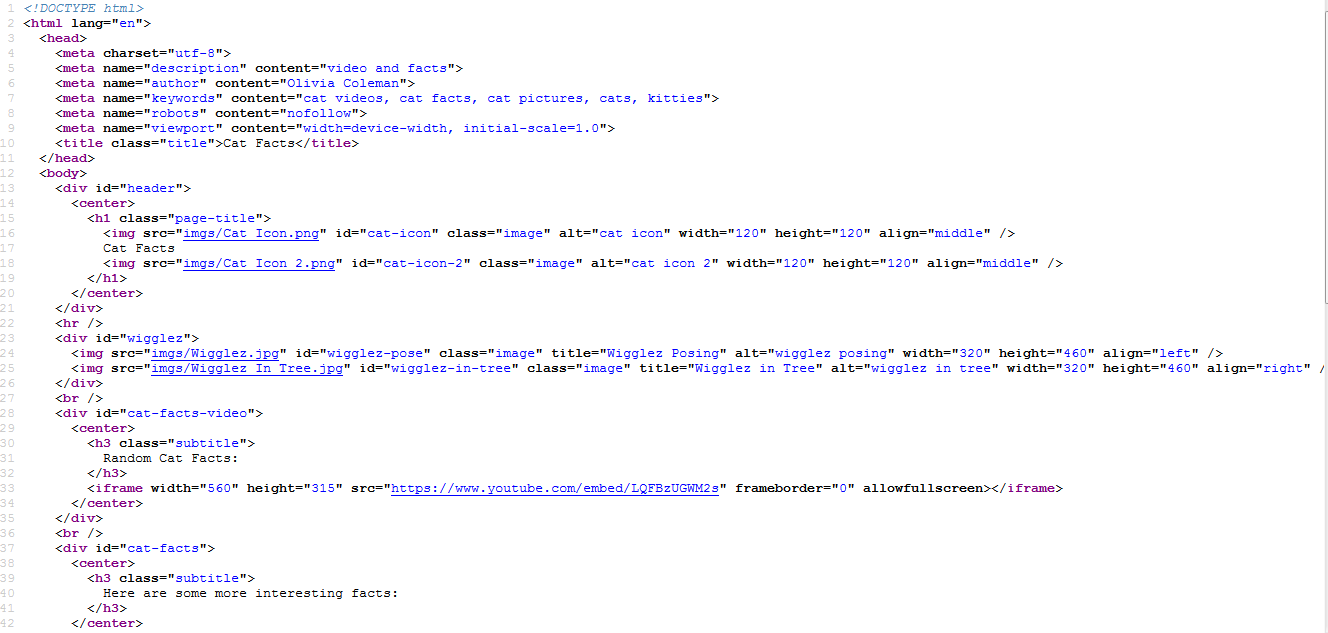 1 <!DOCTYPE html>
2 <html lang="en">
3 <head>
4 <meta charset="utf-8">
5 <meta name="description" content="video and facts">
6 <meta name="author" content="Olivia Coleman">
7 <meta name="keywords" content="cat videos, cat facts, cat pictures, cats, kitties">
8 <meta name="robots" content="nofollow">
9 <meta name="viewport" content="width=device-width, initial-scale=1.0">
10 <title class="title">Cat Facts</title>
11 </head>
12 <body>
13 <div id="header">
14 <center>
15 <h1 class="page-title">
16 <img src="imgs/Cat Icon.png" id="cat-icon" class="image" alt="cat icon" width="120" height="120" align="middle" />
17 Cat Facts
18 <img src="imgs/Cat Icon 2.png" id="cat-icon-2" class="image" alt="cat icon 2" width="120" height="120" align="middle" />
19 </h1>
20 </center>
21 </div>
22 <hr />
23 <div id="wigglez">
24 <img src="imgs/Wigglez.jpg" id="wigglez-pose" class="image" title="Wigglez Posing" alt="wigglez posing" width="320" height="460" align="left" />
25 <img src="imgs/Wigglez In Tree.jpg" id="wigglez-in-tree" class="image" title="Wigglez in Tree" alt="wigglez in tree" width="320" height="460" align="right" /
26 </div>
27 <br />
28 <div id="cat-facts-video">
29 <center>
30 <h3 class="subtitle">
31 Random Cat Facts:
32 </h3>
33 <iframe width="560" height="315" src="https://www.youtube.com/embed/LQFBzUGWM2s" frameborder="0" allowfullscreen></iframe>
34 </center>
35 </div>
36 <br />
37 <div id="cat-facts">
38 <center>
39 <h3 class="subtitle">
40 Here are some more interesting facts:
41 </h3>
42 </center>